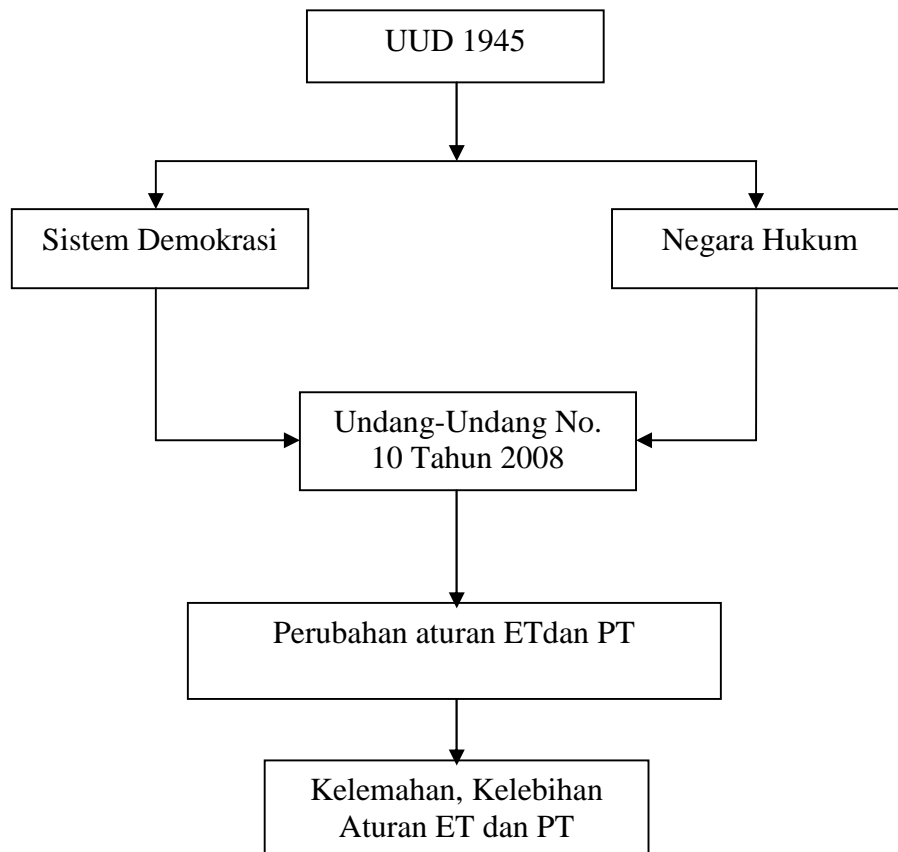 UUD 1945
Sistem Demokrasi
Negara Hukum
Undang-Undang No.
10 Tahun 2008
Perubahan aturan ETdan PT
Kelemahan, Kelebihan
Aturan ET dan PT